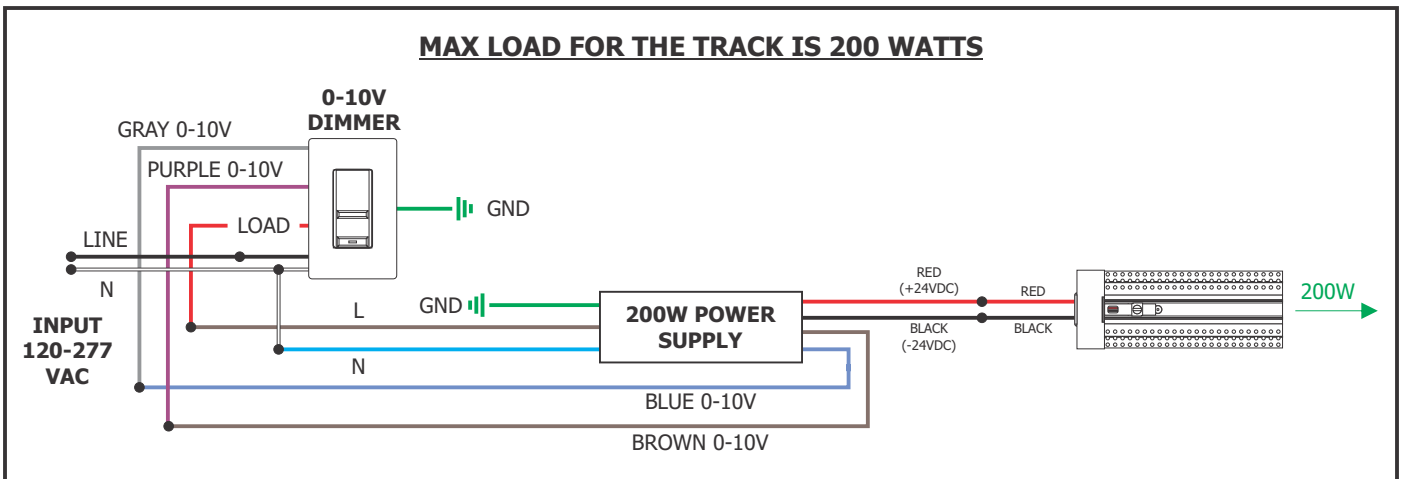 MAX LOAD FOR THE TRACK IS 200 WATTS
0-10V
DIMMER
GRAY 0-10V
PURPLE 0-10V
GND
LOAD
LINE
N
INPUT
120-277
VAC
L
GND
N
200W POWER
SUPPLY
RED
(+24VDC)
RED
BLACK
(-24VDC)
BLACK
200W
BLUE 0-10V
BROWN 0-10V